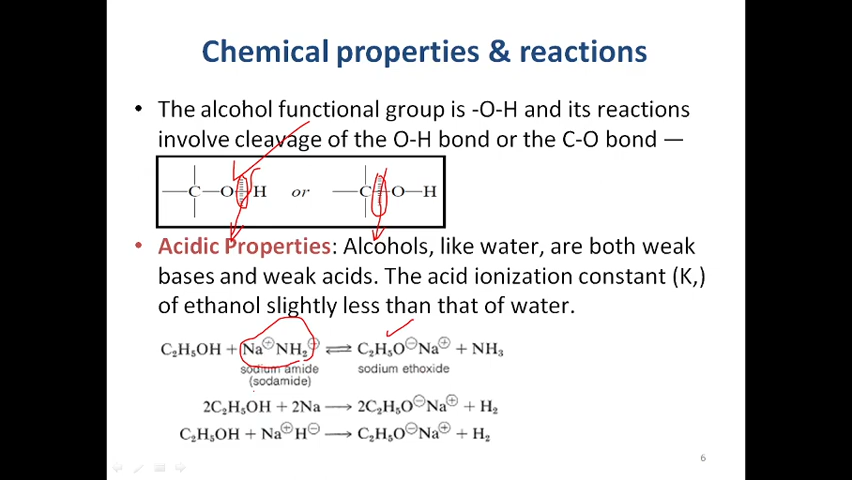 Chemical properties & reactions
• The alcohol functional group is -O-H and its reactions
involve cleavage of the O-H bond or the C-O bond —
—C—O—H or —C—O—H
• Acidic Properties: Alcohols, like water, are both weak
bases and weak acids. The acid ionization constant (K,)
of ethanol slightly less than that of water.
C₂H₅OH + Na⊕NH₂⊖ ⇌ C₂H₅O⊖Na⊕ + NH₃
sodium amide sodium ethoxide
(sodamide)
2C₂H₅OH + 2Na ⟶ 2C₂H₅O⊖Na⊕ + H₂
C₂H₅OH + Na⊕H⊖ ⟶ C₂H₅O⊖Na⊕ + H₂
6